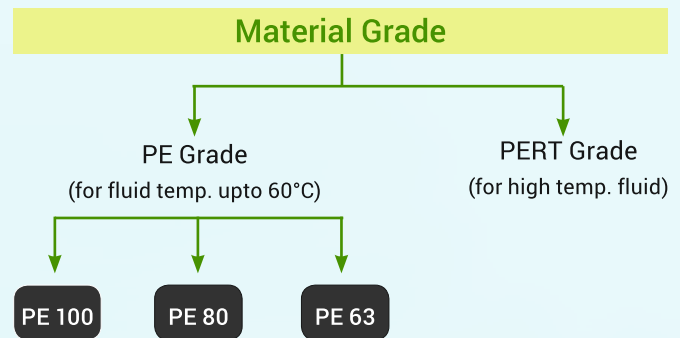 Material Grade
PE Grade
(for fluid temp. upto 60°C)
PERT Grade
(for high temp. fluid)
PE 100
PE 80
PE 63